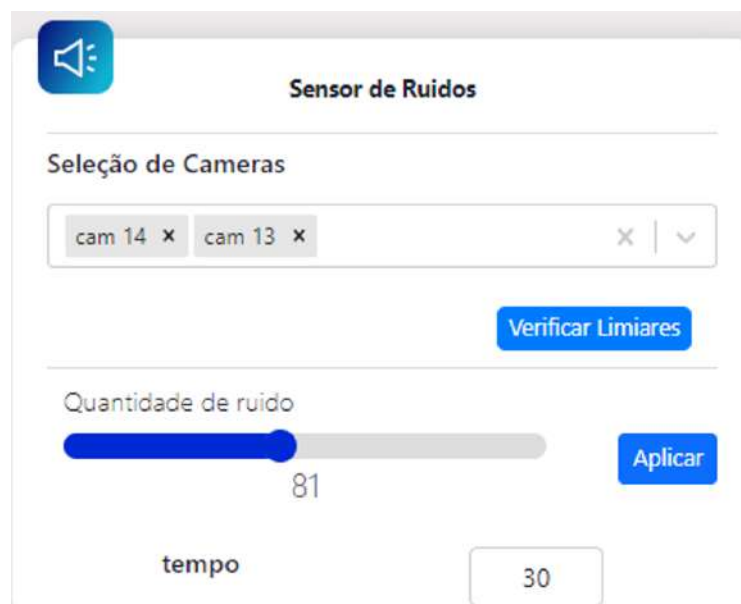 Sensor de Ruidos
Seleção de Cameras
cam 14 × cam 13 ×
Verificar Limiares
Quantidade de ruido
Aplicar
81
tempo 30